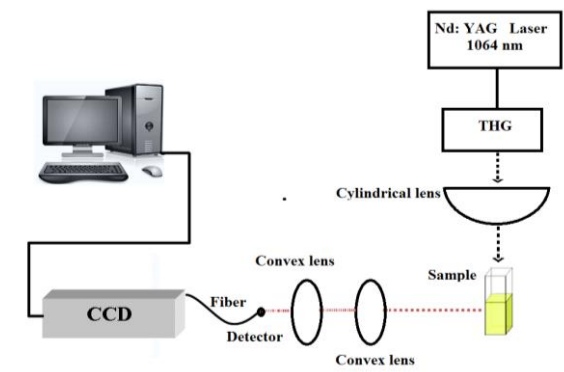 Nd: YAG Laser
1064 nm
THG
Cylindrical lens
Convex lens
Sample
Fiber
CCD
Detector
Convex lens